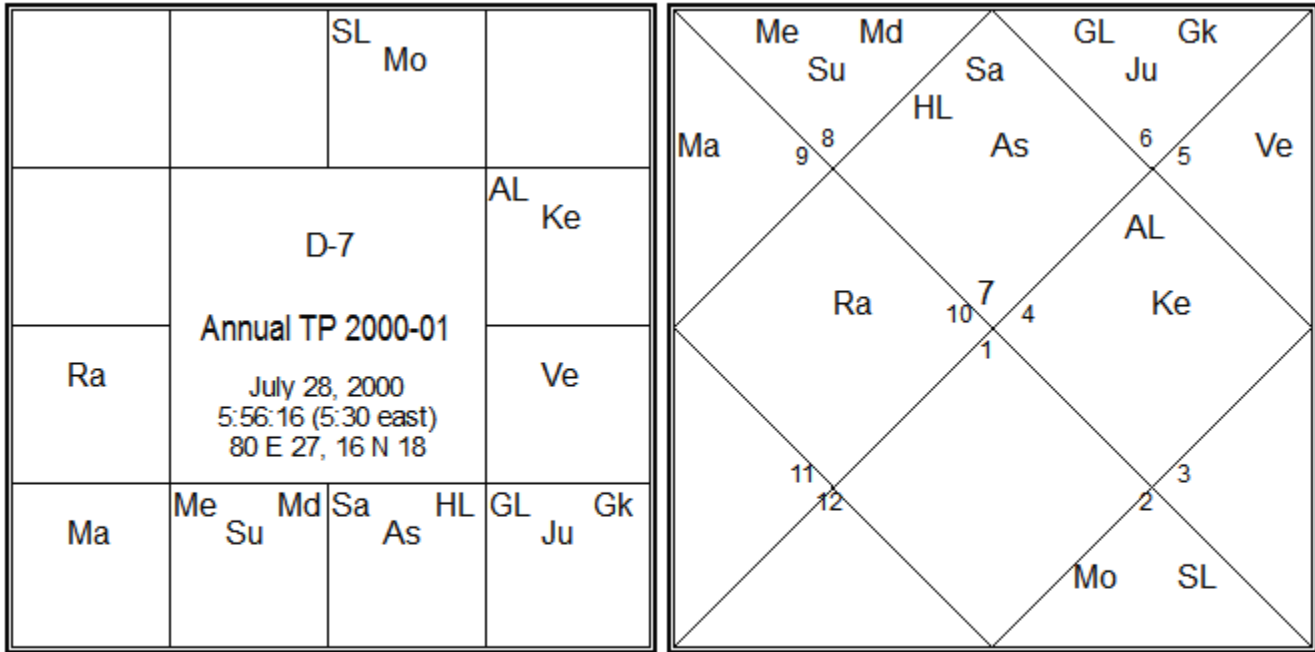 SL
Mo
AL
Ke
D-7
Annual TP 2000-01
July 28, 2000
5:56:16 (5:30 east)
80 E 27, 16 N 18
Ra
Ve
Ma
Me Md
Su
Sa HL
As
GL Gk
Ju
Me Md
Su
Sa
HL
As
GL Gk
Ju
Ma
9 8
6 5
Ve
AL
Ra
10 7 4
1
Ke
11
12
3
2
Mo SL